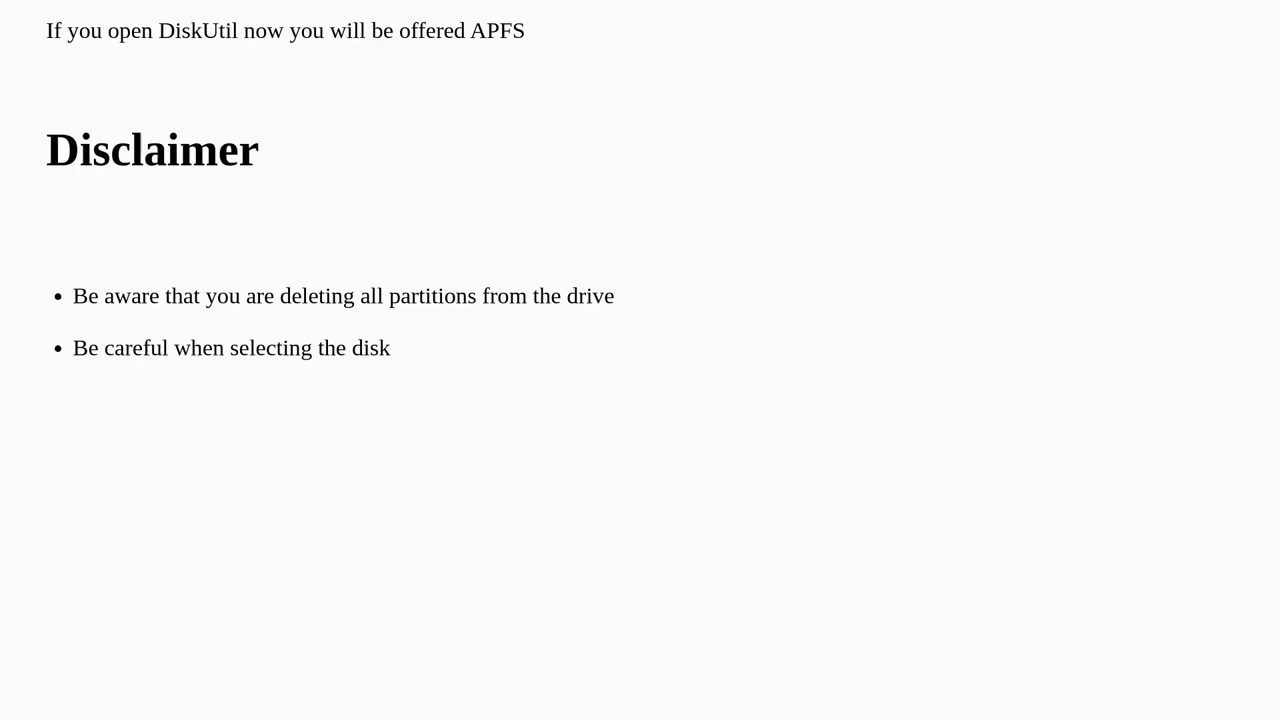 If you open DiskUtil now you will be offered APFS
Disclaimer
• Be aware that you are deleting all partitions from the drive
• Be careful when selecting the disk